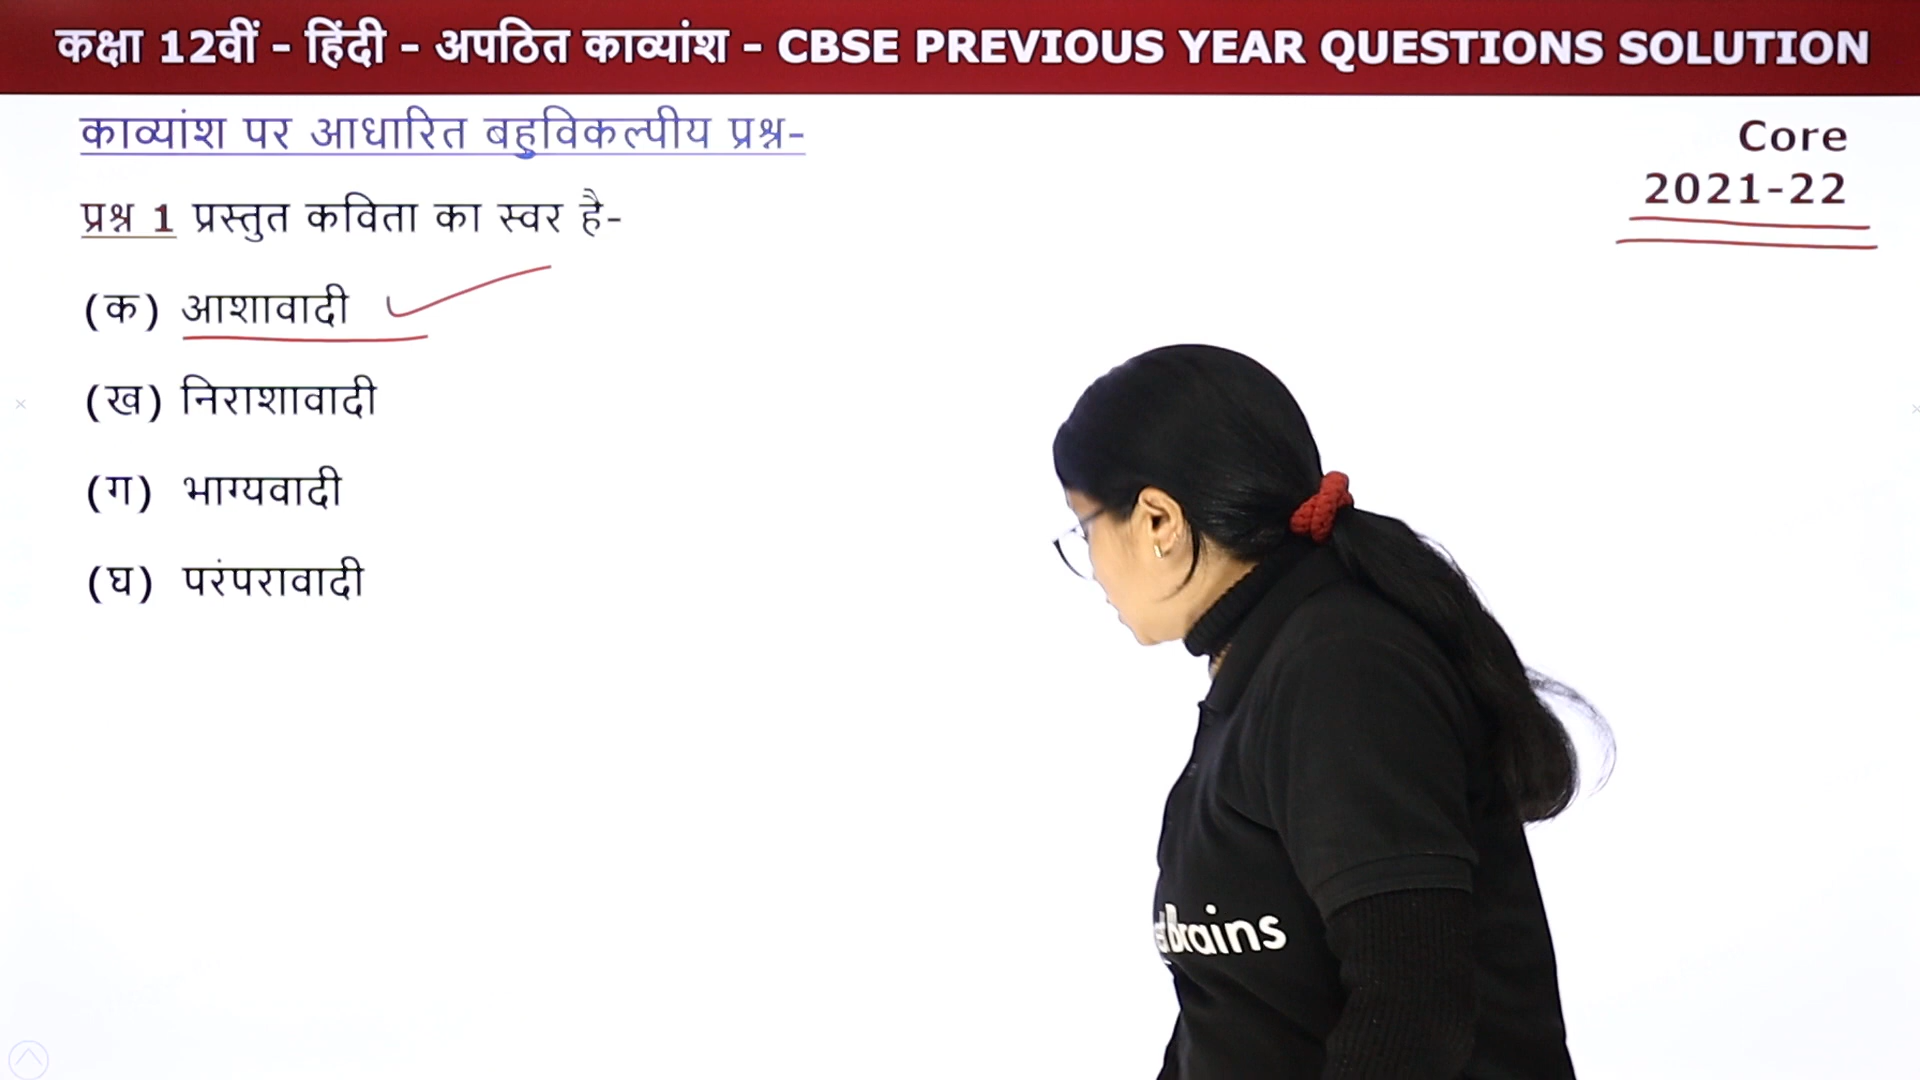 कक्षा 12वीं - हिंदी - अपठित काव्यांश - CBSE PREVIOUS YEAR QUESTIONS SOLUTION
काव्यांश पर आधारित बहुविकल्पीय प्रश्न-
Core
2021-22
प्रश्न 1 प्रस्तुत कविता का स्वर है-
(क) आशावादी
(ख) निराशावादी
(ग) भाग्यवादी
(घ) परंपरावादी
Brains